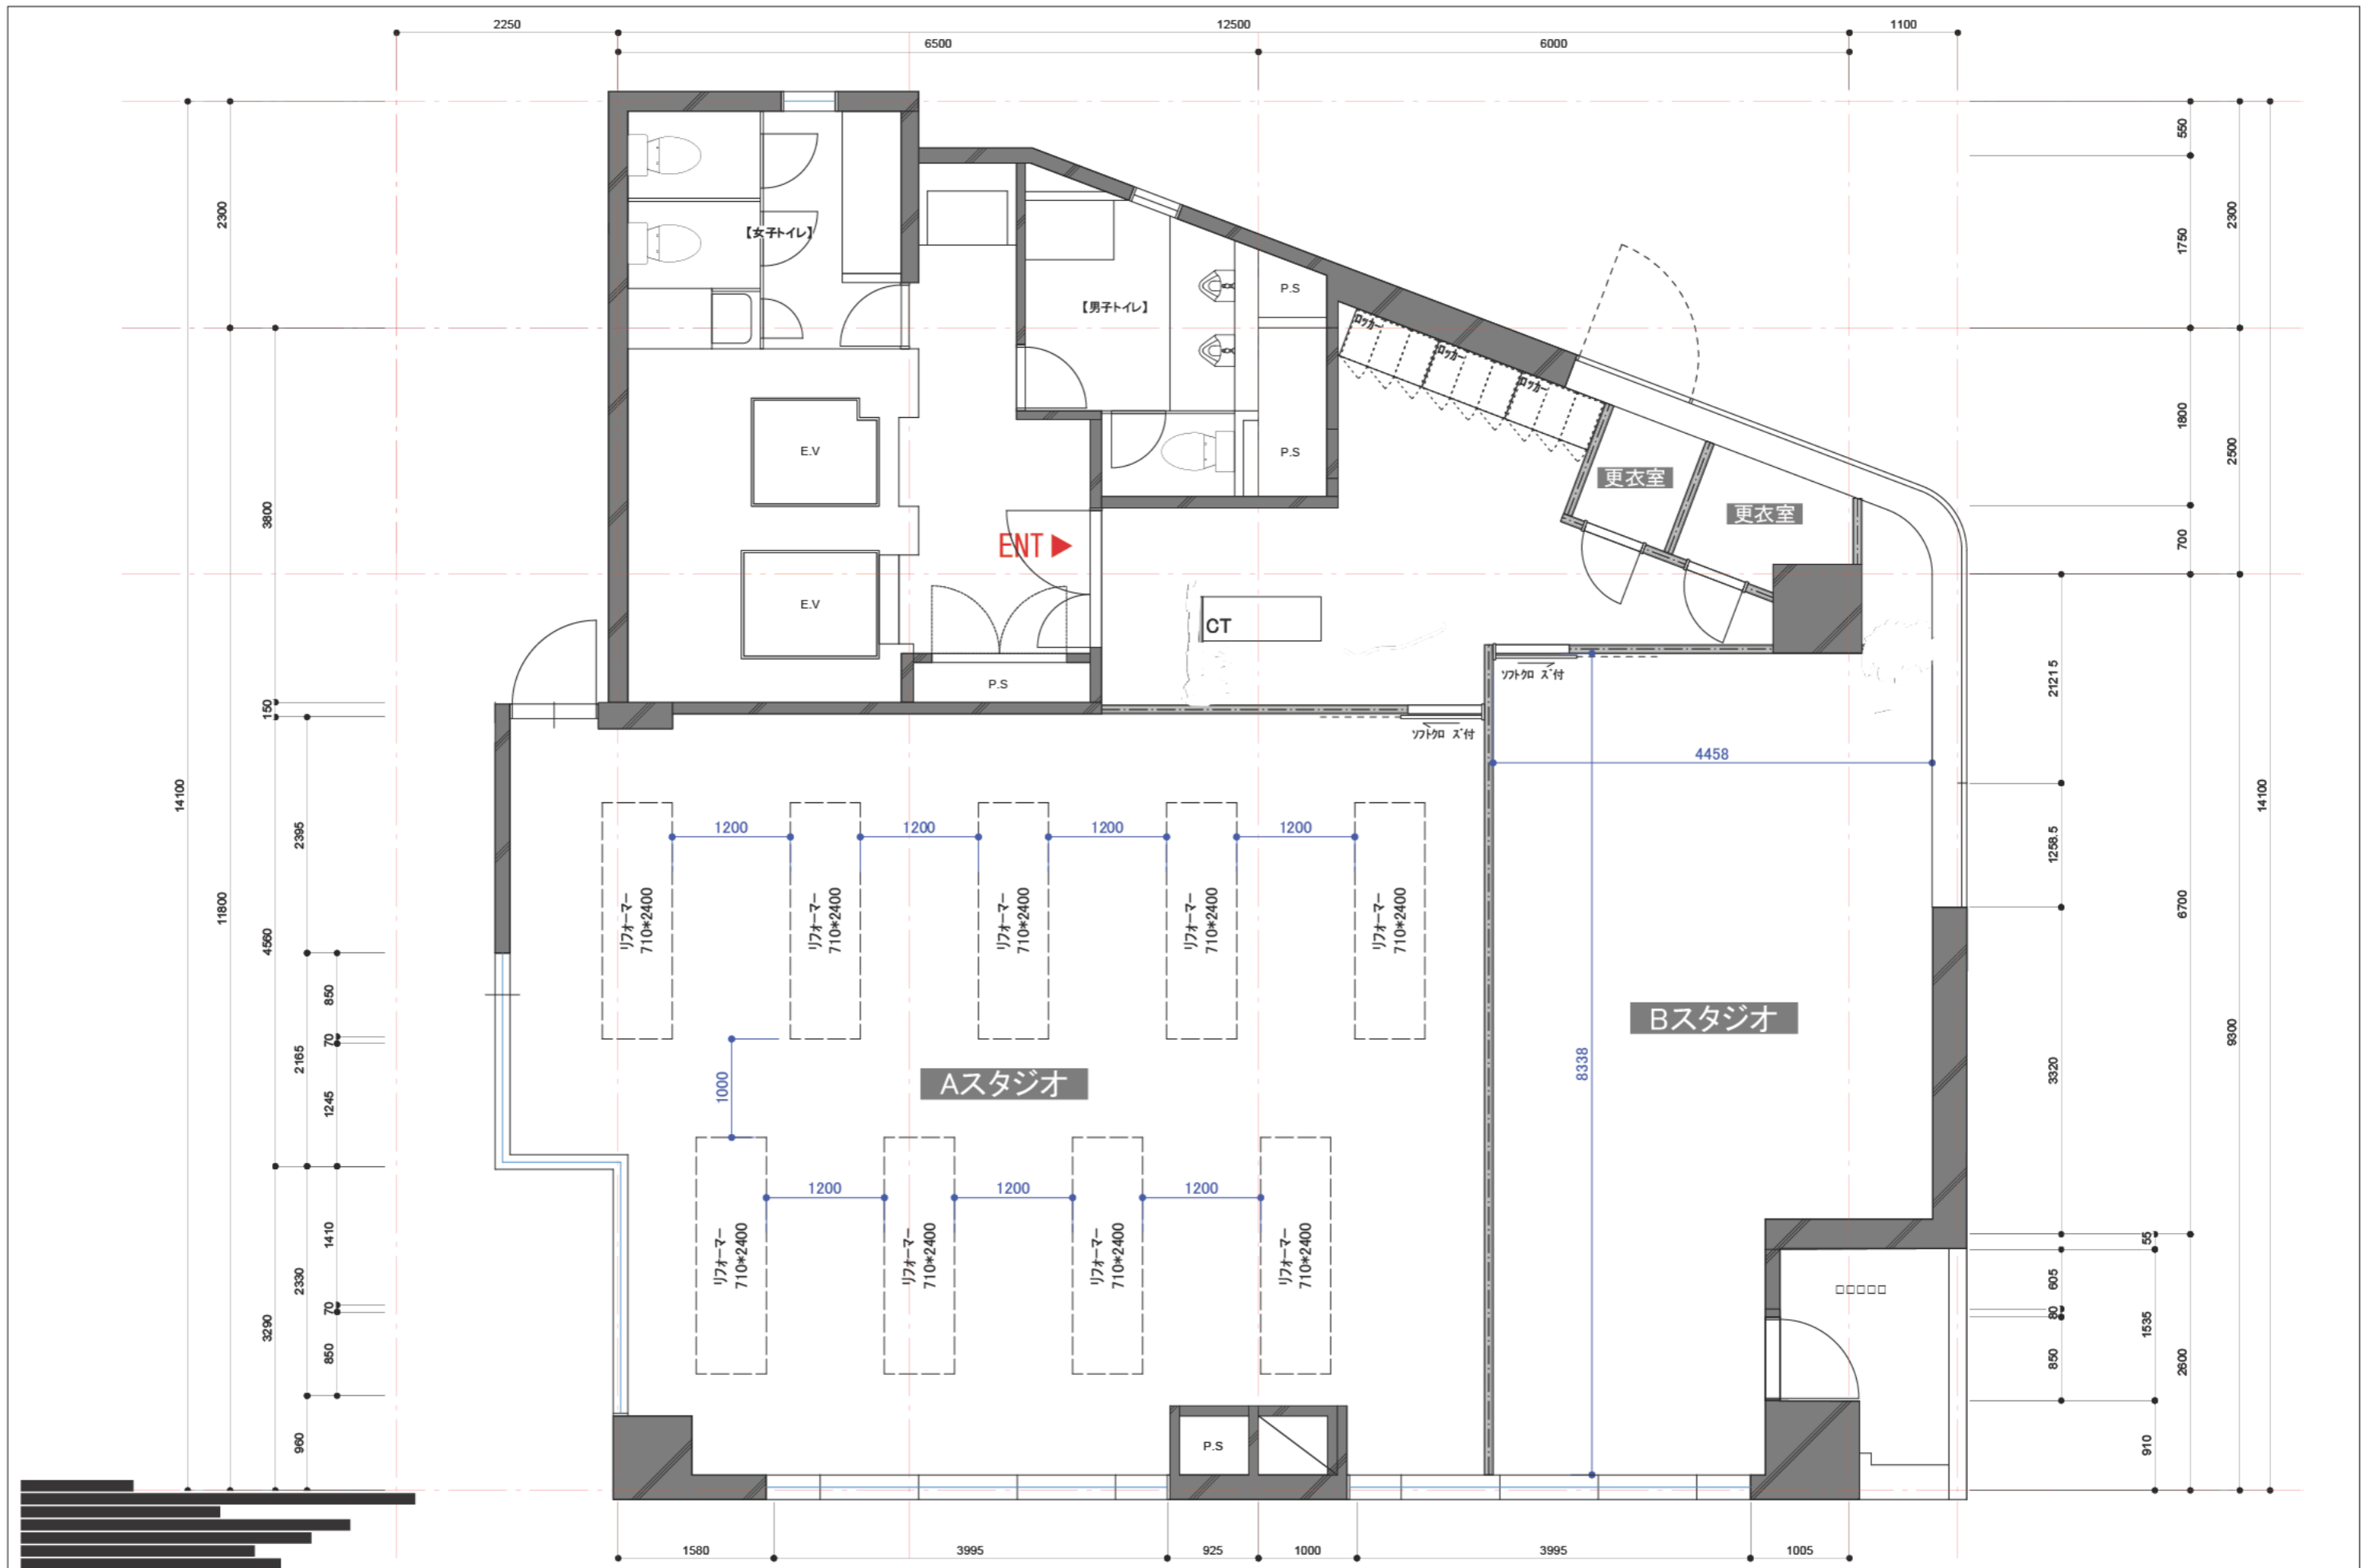 2250
12500
1100
6500
6000
550
2300
【女子トイレ】
2300
1750
【男子トイレ】
P.S
ロッカー
ロッカー
ロッカー
1800
2500
E.V
P.S
更衣室
更衣室
3800
700
ENT
E.V
CT
P.S
ソフトクロ ズ付
2121.5
150
ソフトクロ ズ付
4458
14100
14100
2395
1200
1200
1200
1200
1258.5
11800
6700
リフォーマー
710*2400
リフォーマー
710*2400
リフォーマー
710*2400
リフォーマー
710*2400
リフォーマー
710*2400
4560
850
Bスタジオ
70
9300
2165
8338
3320
1000
Aスタジオ
1245
1200
1200
1200
1410
55
リフォーマー
710*2400
リフォーマー
710*2400
リフォーマー
710*2400
リフォーマー
710*2400
2330
605
□□□□□
70
80
3290
1535
850
850
2600
960
P.S
910
1580
3995
925
1000
3995
1005